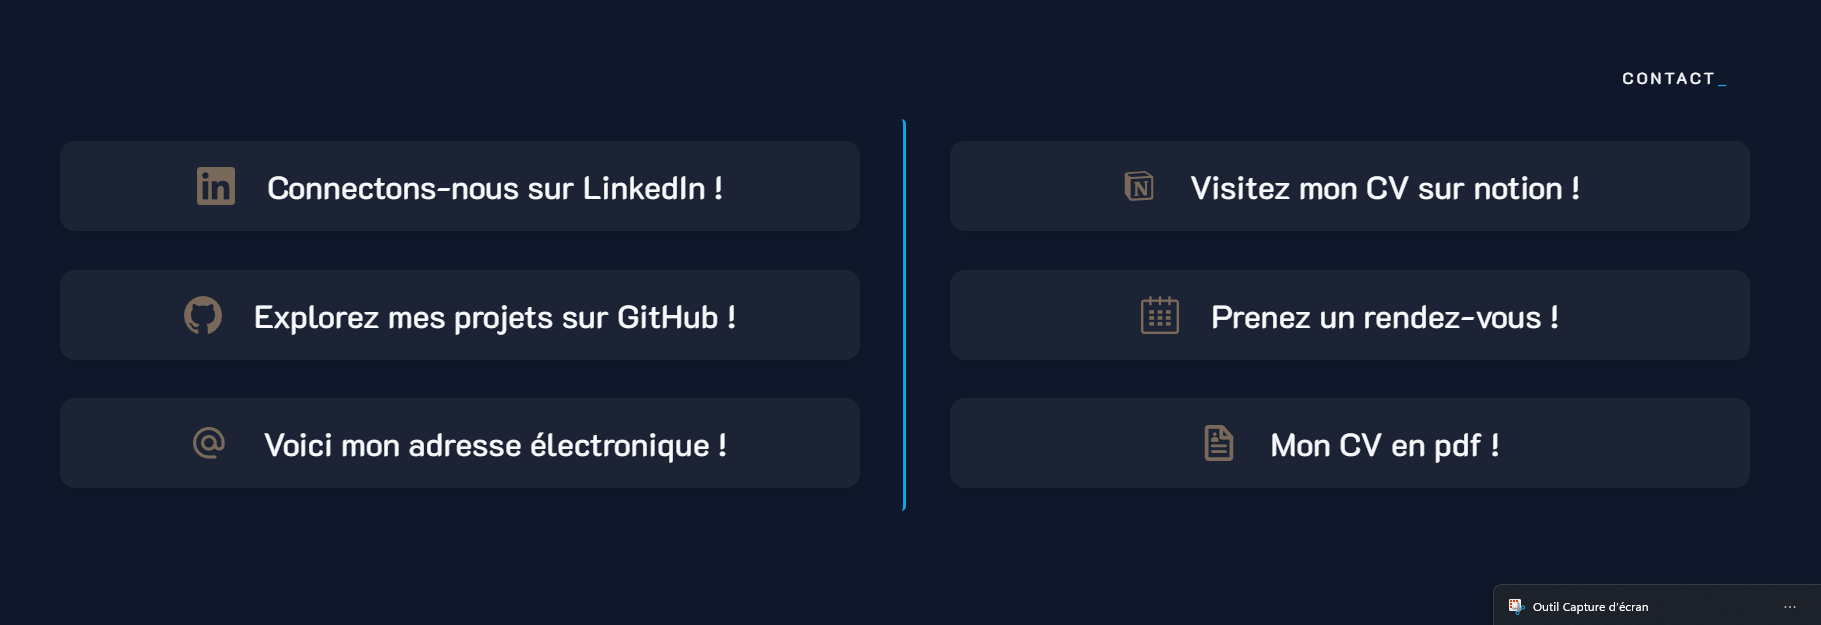 CONTACT_
Connectons-nous sur LinkedIn !
Explorez mes projets sur GitHub !
Voici mon adresse électronique !
Visitez mon CV sur notion !
Prenez un rendez-vous !
Mon CV en pdf !
Outil Capture d'écran